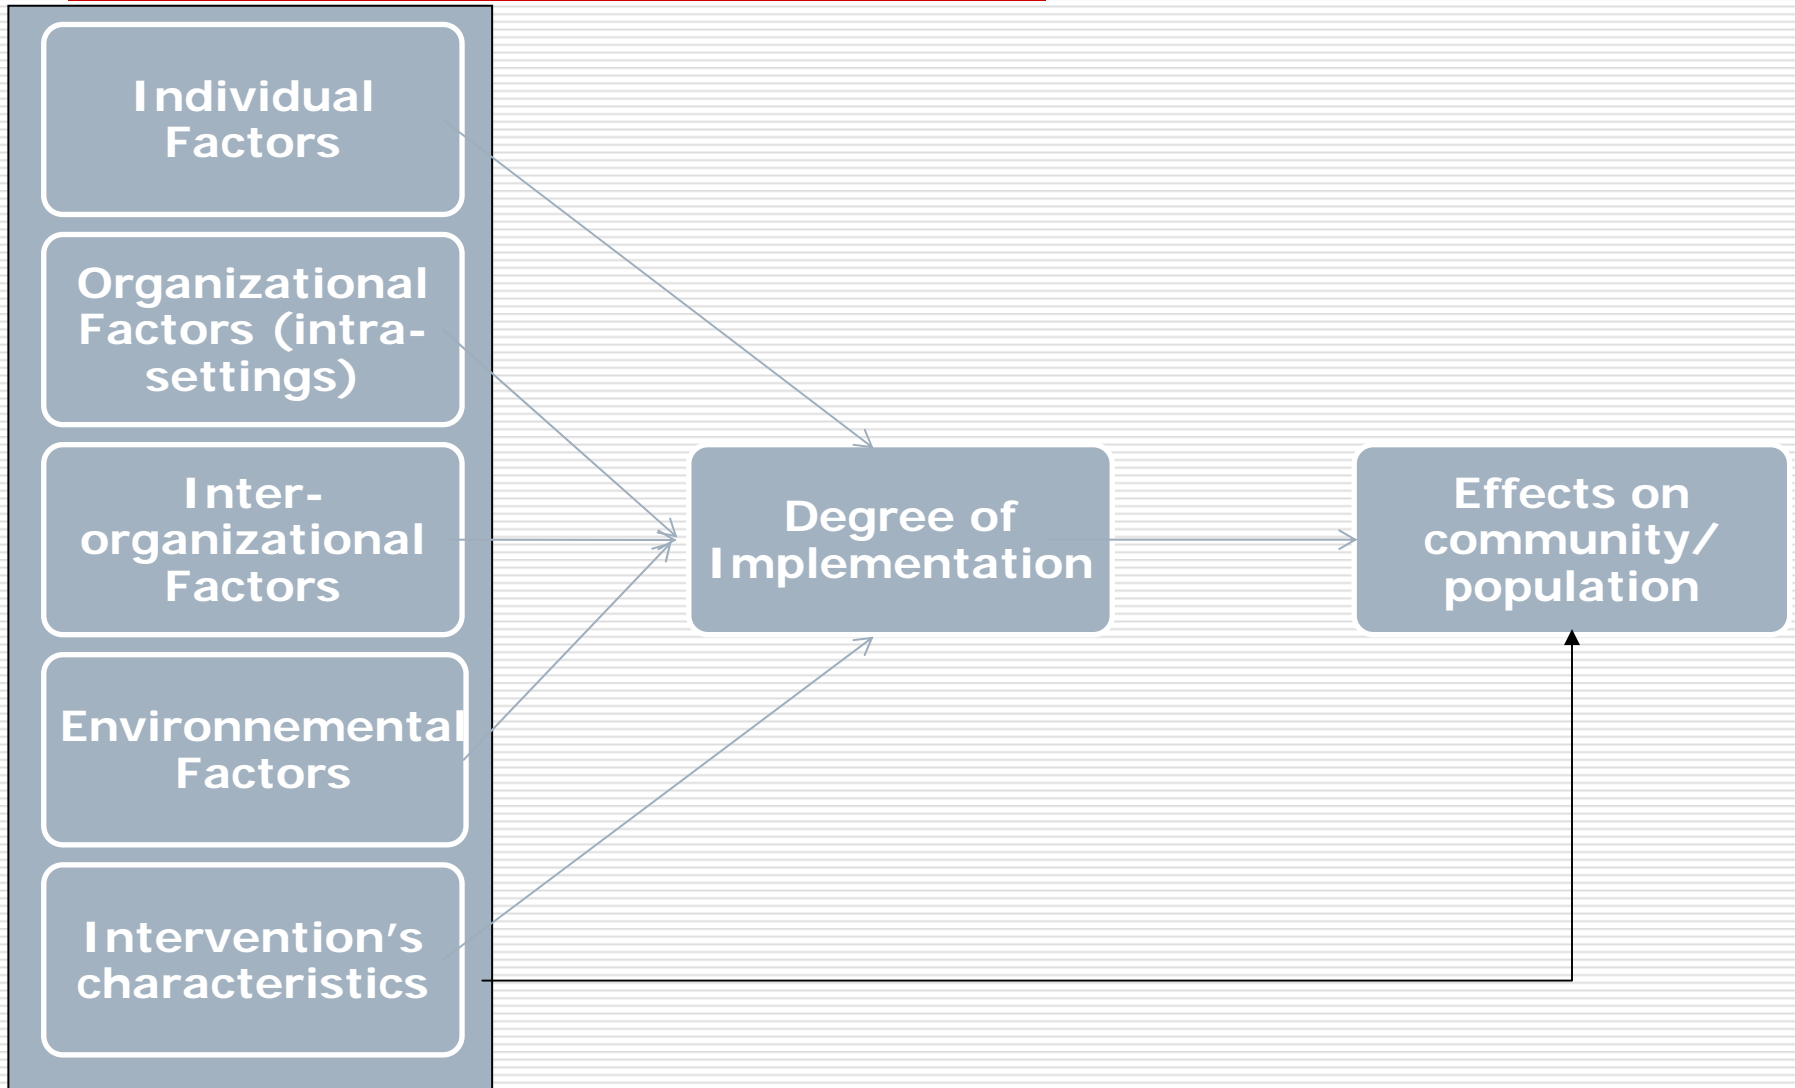 Individual
Factors
Organizational
Factors (intra-
settings)
Inter-
organizational
Factors
Environnemental
Factors
Intervention’s
characteristics
Degree of
Implementation
Effects on
community/
population